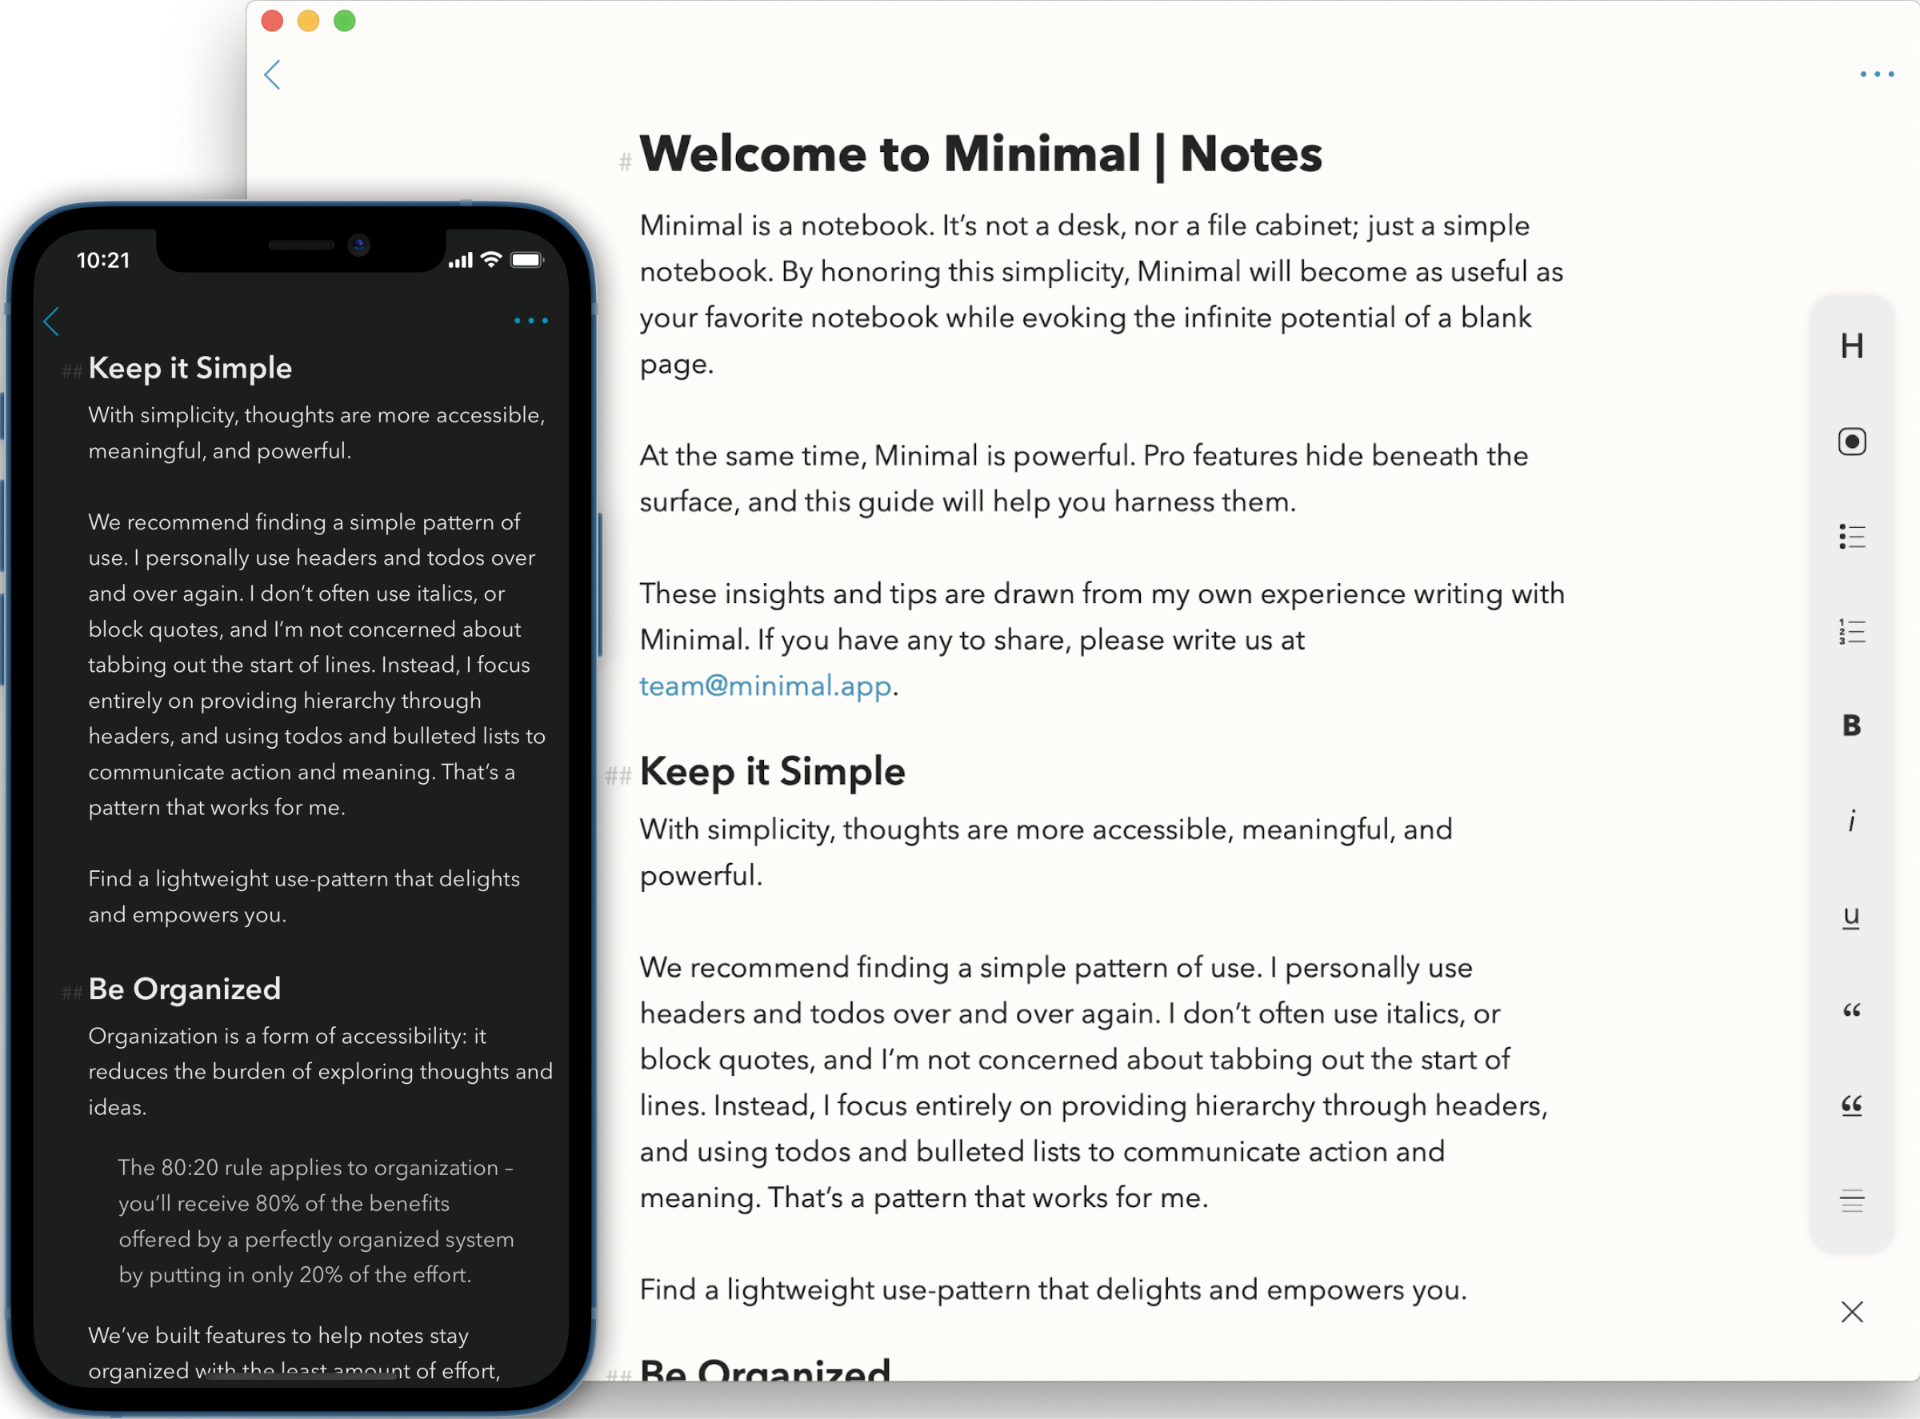 10:21
## Keep it Simple
With simplicity, thoughts are more accessible,
meaningful, and powerful.
We recommend finding a simple pattern of
use. I personally use headers and todos over
and over again. I don’t often use italics, or
block quotes, and I’m not concerned about
tabbing out the start of lines. Instead, I focus
entirely on providing hierarchy through
headers, and using todos and bulleted lists to
communicate action and meaning. That’s a
pattern that works for me.
Find a lightweight use-pattern that delights
and empowers you.
## Be Organized
Organization is a form of accessibility: it
reduces the burden of exploring thoughts and
ideas.
The 80:20 rule applies to organization –
you’ll receive 80% of the benefits
offered by a perfectly organized system
by putting in only 20% of the effort.
We’ve built features to help notes stay
organized with the least amount of effort,
# Welcome to Minimal | Notes
Minimal is a notebook. It’s not a desk, nor a file cabinet; just a simple
notebook. By honoring this simplicity, Minimal will become as useful as
your favorite notebook while evoking the infinite potential of a blank
page.
At the same time, Minimal is powerful. Pro features hide beneath the
surface, and this guide will help you harness them.
These insights and tips are drawn from my own experience writing with
Minimal. If you have any to share, please write us at
team@minimal.app.
## Keep it Simple
With simplicity, thoughts are more accessible, meaningful, and
powerful.
We recommend finding a simple pattern of use. I personally use
headers and todos over and over again. I don’t often use italics, or
block quotes, and I’m not concerned about tabbing out the start of
lines. Instead, I focus entirely on providing hierarchy through headers,
and using todos and bulleted lists to communicate action and
meaning. That’s a pattern that works for me.
Find a lightweight use-pattern that delights and empowers you.
## Be Organized
H
1
2
3
B
i
u
“
“